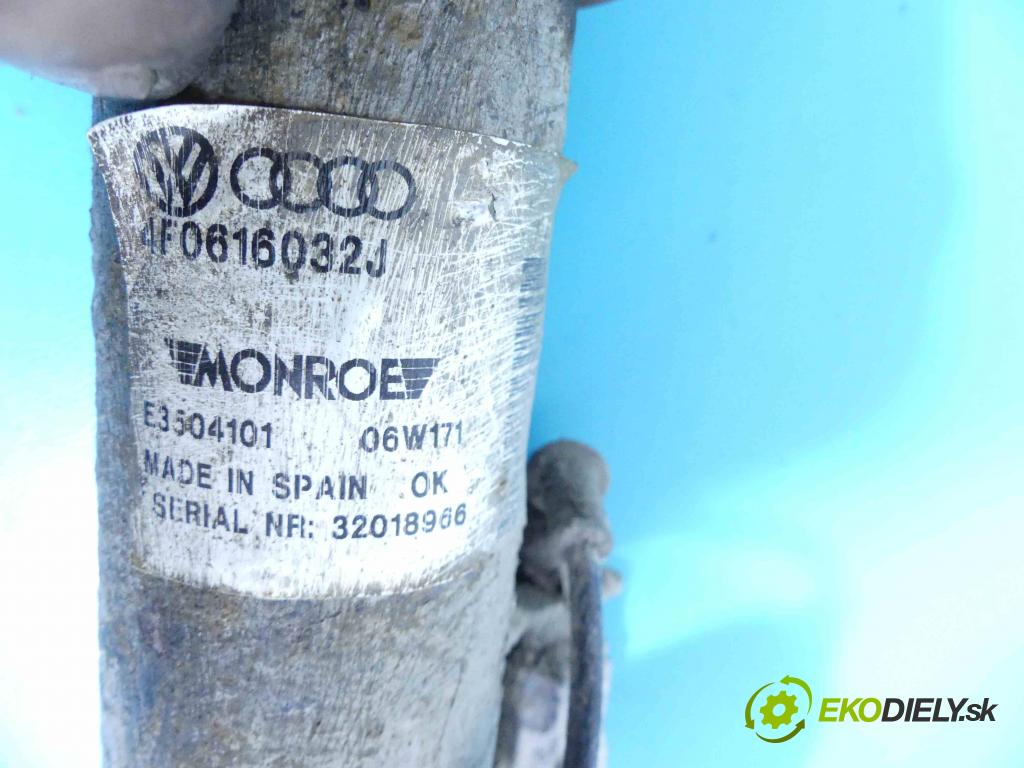 4F0616032J
MONROE
E3504101 06W171
MADE IN SPAIN OK
SERIAL NR: 32018966
EKODIELY.sk